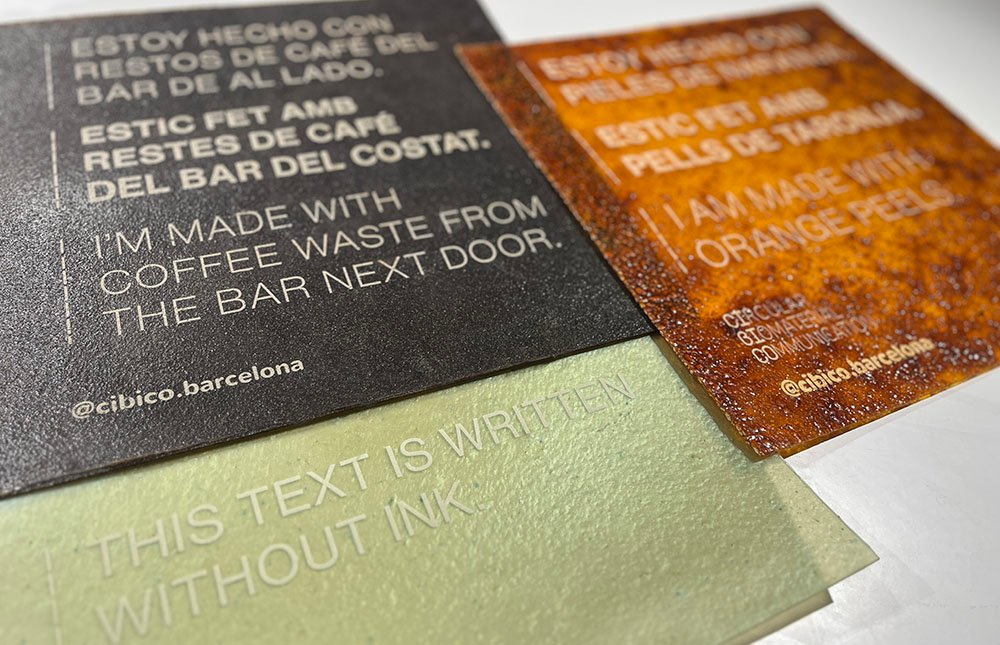 ESTOY HECHO CON
RESTOS DE CAFÉ DEL
BAR DE AL LADO.
ESTIC FET AMB
RESTES DE CAFÉ
DEL BAR DEL COSTAT.
I'M MADE WITH
COFFEE WASTE FROM
THE BAR NEXT DOOR.
@cibico.barcelona
ESTOY HECHO CON
PIELES DE NARANJA.
ESTIC FET AMB
PELLS DE TARONJA.
I AM MADE WITH
ORANGE PEELS.
CIRCULAR
BIOMATERIAL
COMMUNICATION
@cibico.barcelona
THIS TEXT IS WRITTEN
WITHOUT INK.